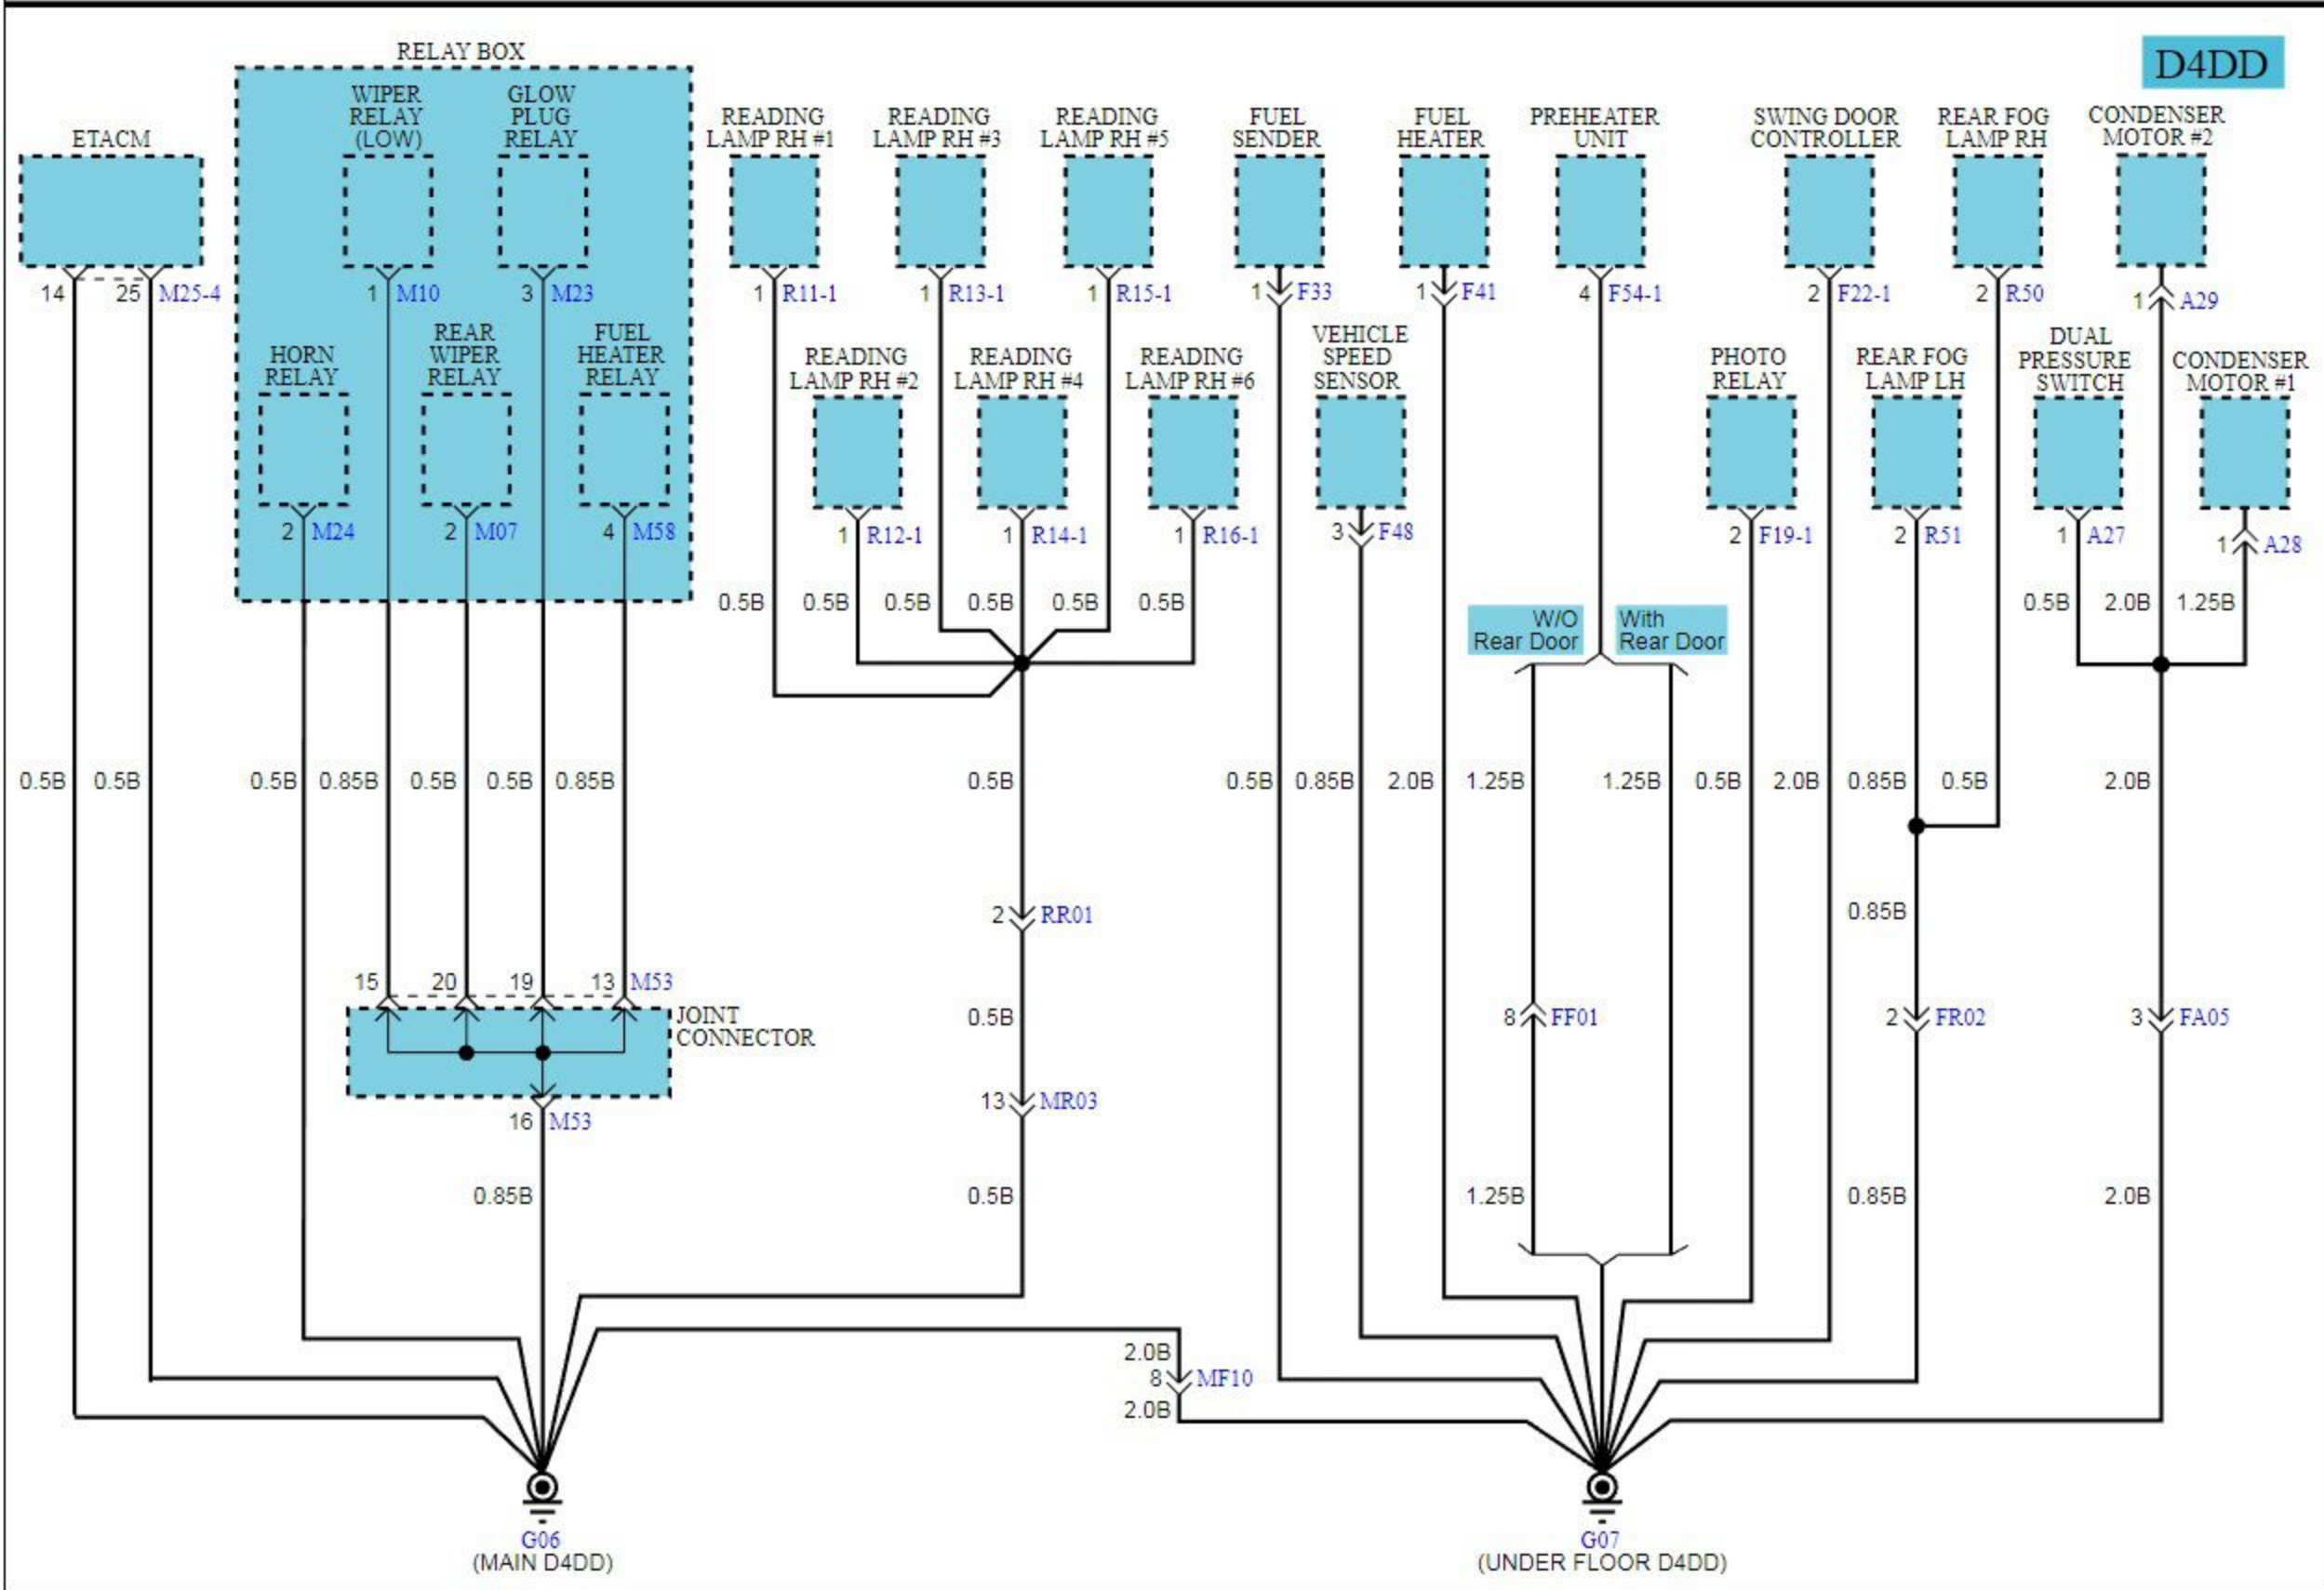 D4DD
RELAY BOX
ETACM
WIPER
RELAY
(LOW)
GLOW
PLUG
RELAY
READING
LAMP RH #1
READING
LAMP RH #3
READING
LAMP RH #5
FUEL
SENDER
FUEL
HEATER
PREHEATER
UNIT
SWING DOOR
CONTROLLER
REAR FOG
LAMP RH
CONDENSER
MOTOR #2
14
25 M25-4
1 M10
3 M23
1 R11-1
1 R13-1
1 R15-1
1 F33
1 F41
4 F54-1
2 F22-1
2 R50
1 A29
HORN
RELAY
REAR
WIPER
RELAY
FUEL
HEATER
RELAY
READING
LAMP RH #2
READING
LAMP RH #4
READING
LAMP RH #6
VEHICLE
SPEED
SENSOR
PHOTO
RELAY
REAR FOG
LAMP LH
DUAL
PRESSURE
SWITCH
CONDENSER
MOTOR #1
2 M24
2 M07
4 M58
1 R12-1
1 R14-1
1 R16-1
3 F48
2 F19-1
2 R51
1 A27
1 A28
0.5B
0.5B
0.5B
0.5B
0.5B
0.5B
W/O
Rear Door
With
Rear Door
0.5B
2.0B
1.25B
0.5B
0.5B
0.5B
0.85B
0.5B
0.5B
0.85B
0.5B
0.5B
0.85B
2.0B
1.25B
1.25B
0.5B
2.0B
0.85B
0.5B
2.0B
2 RR01
0.85B
15
20
19
13 M53
JOINT
CONNECTOR
0.5B
8 FF01
2 FR02
3 FA05
16 M53
13 MR03
0.85B
0.5B
1.25B
0.85B
2.0B
2.0B
8 MF10
2.0B
G06
(MAIN D4DD)
G07
(UNDER FLOOR D4DD)